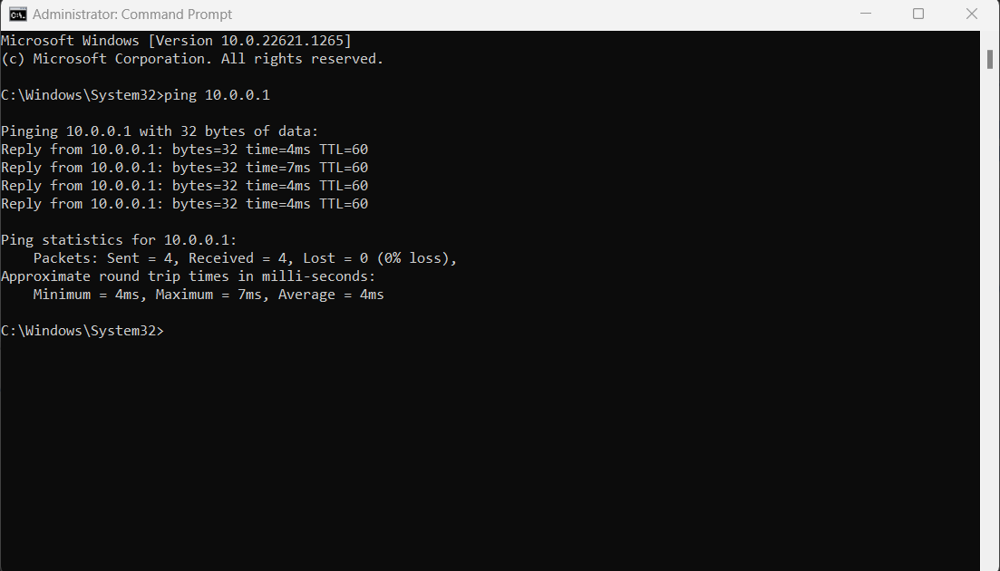 Administrator: Command Prompt
Microsoft Windows [Version 10.0.22621.1265]
(c) Microsoft Corporation. All rights reserved.
C:\Windows\System32>ping 10.0.0.1
Pinging 10.0.0.1 with 32 bytes of data:
Reply from 10.0.0.1: bytes=32 time=4ms TTL=60
Reply from 10.0.0.1: bytes=32 time=7ms TTL=60
Reply from 10.0.0.1: bytes=32 time=4ms TTL=60
Reply from 10.0.0.1: bytes=32 time=4ms TTL=60
Ping statistics for 10.0.0.1:
    Packets: Sent = 4, Received = 4, Lost = 0 (0% loss),
Approximate round trip times in milli-seconds:
    Minimum = 4ms, Maximum = 7ms, Average = 4ms
C:\Windows\System32>